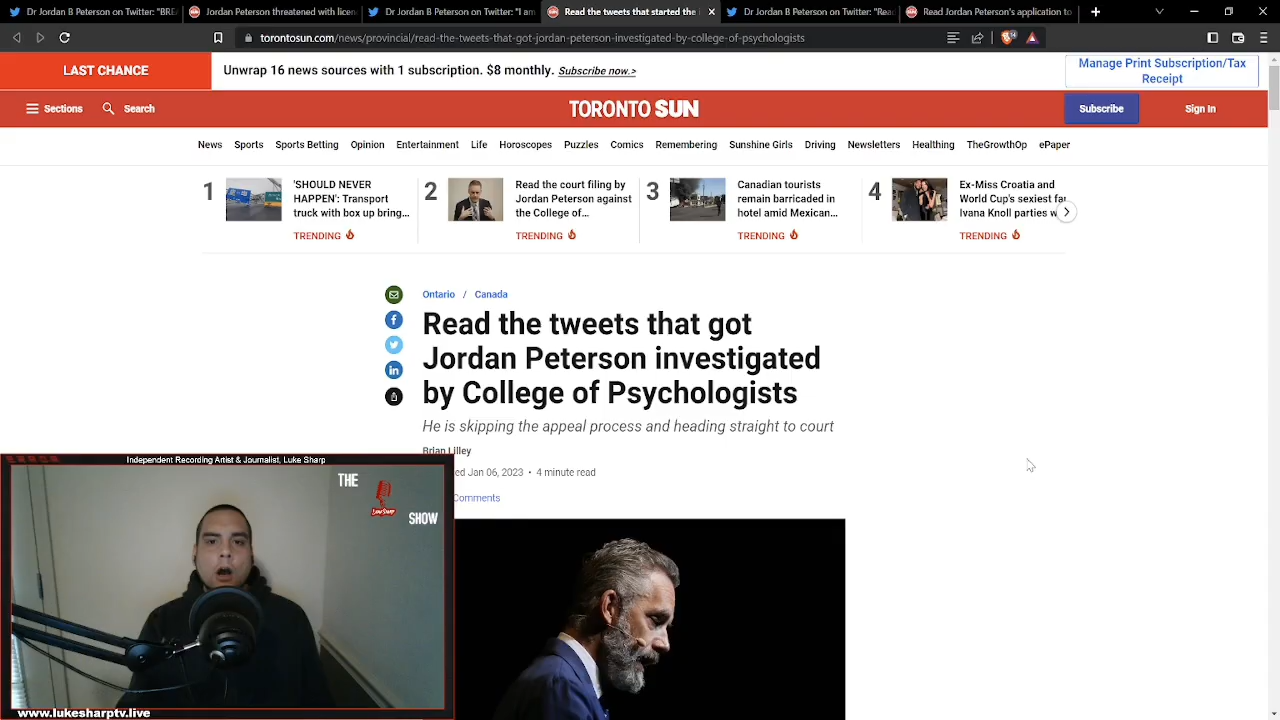 Dr Jordan B Peterson on Twitter: "BRE
Jordan Peterson threatened with licen
Dr Jordan B Peterson on Twitter: "I am
Read the tweets that started the
Dr Jordan B Peterson on Twitter: "Read
Read Jordan Peterson's application to
torontosun.com/news/provincial/read-the-tweets-that-got-jordan-peterson-investigated-by-college-of-psychologists
LAST CHANCE
Unwrap 16 news sources with 1 subscription. $8 monthly. Subscribe now.>
Manage Print Subscription/Tax
Receipt
Sections
Search
TORONTO SUN
Subscribe
Sign In
News
Sports
Sports Betting
Opinion
Entertainment
Life
Horoscopes
Puzzles
Comics
Remembering
Sunshine Girls
Driving
Newsletters
Healthing
TheGrowthOp
ePaper
1
'SHOULD NEVER
HAPPEN': Transport
truck with box up bring...
TRENDING
2
Read the court filing by
Jordan Peterson against
the College of...
TRENDING
3
Canadian tourists
remain barricaded in
hotel amid Mexican...
TRENDING
4
Ex-Miss Croatia and
World Cup's sexiest fa
Ivana Knoll parties w
TRENDING
Ontario / Canada
Read the tweets that got
Jordan Peterson investigated
by College of Psychologists
He is skipping the appeal process and heading straight to court
Brian Lilley
ed Jan 06, 2023 • 4 minute read
Comments
Independent Recording Artist & Journalist, Luke Sharp
THE
LukeSharp
SHOW
www.lukesharptv.live